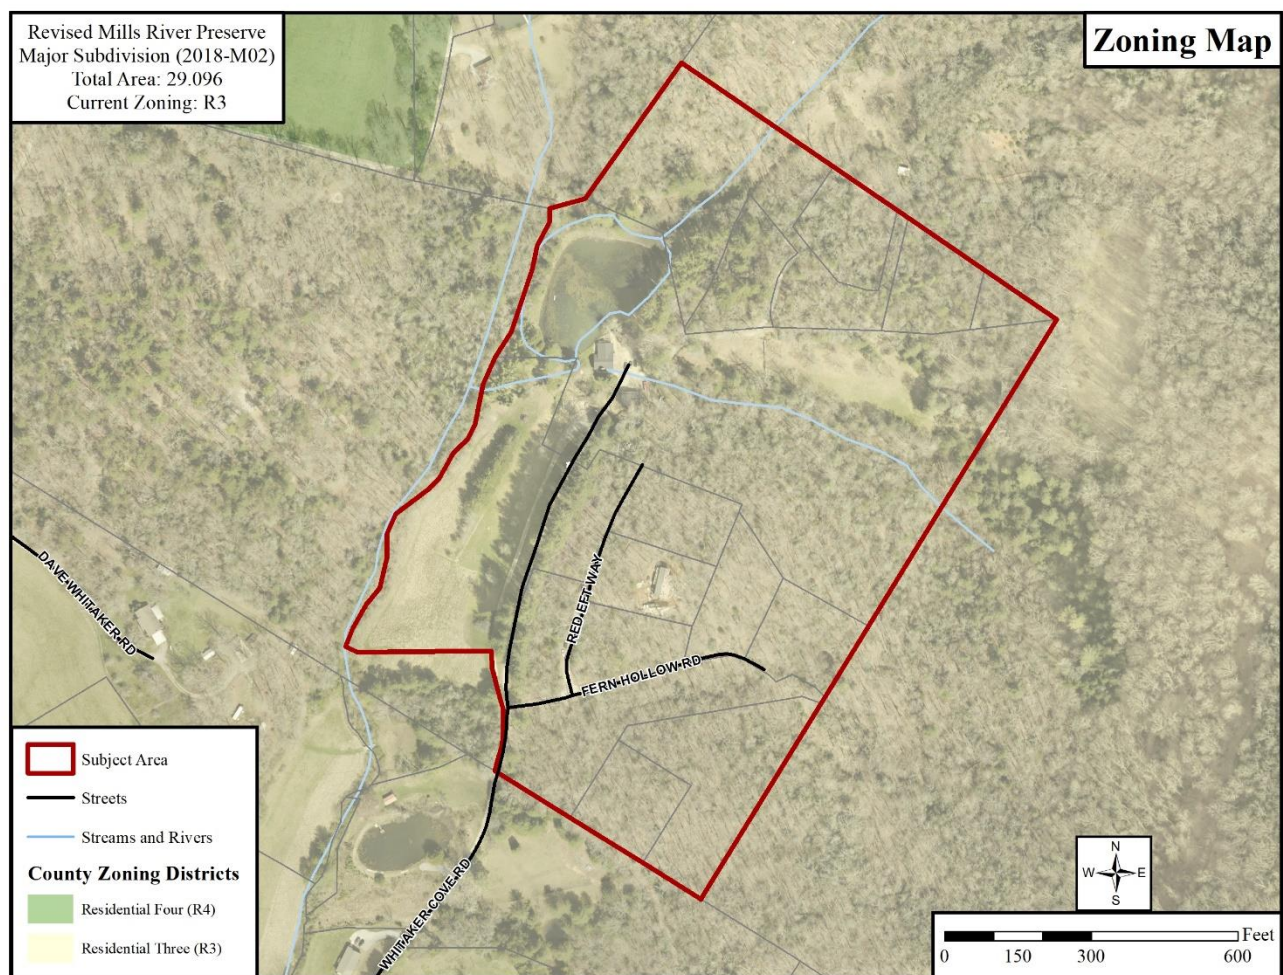 Revised Mills River Preserve
Major Subdivision (2018-M02)
Total Area: 29.096
Current Zoning: R3
Zoning Map
DAVE WHITAKER RD
RED EFT WAY
FERN HOLLOW RD
WHITAKER COVE RD
Subject Area
Streets
Streams and Rivers
County Zoning Districts
Residential Four (R4)
Residential Three (R3)
N
W E
S
Feet
0 150 300 600